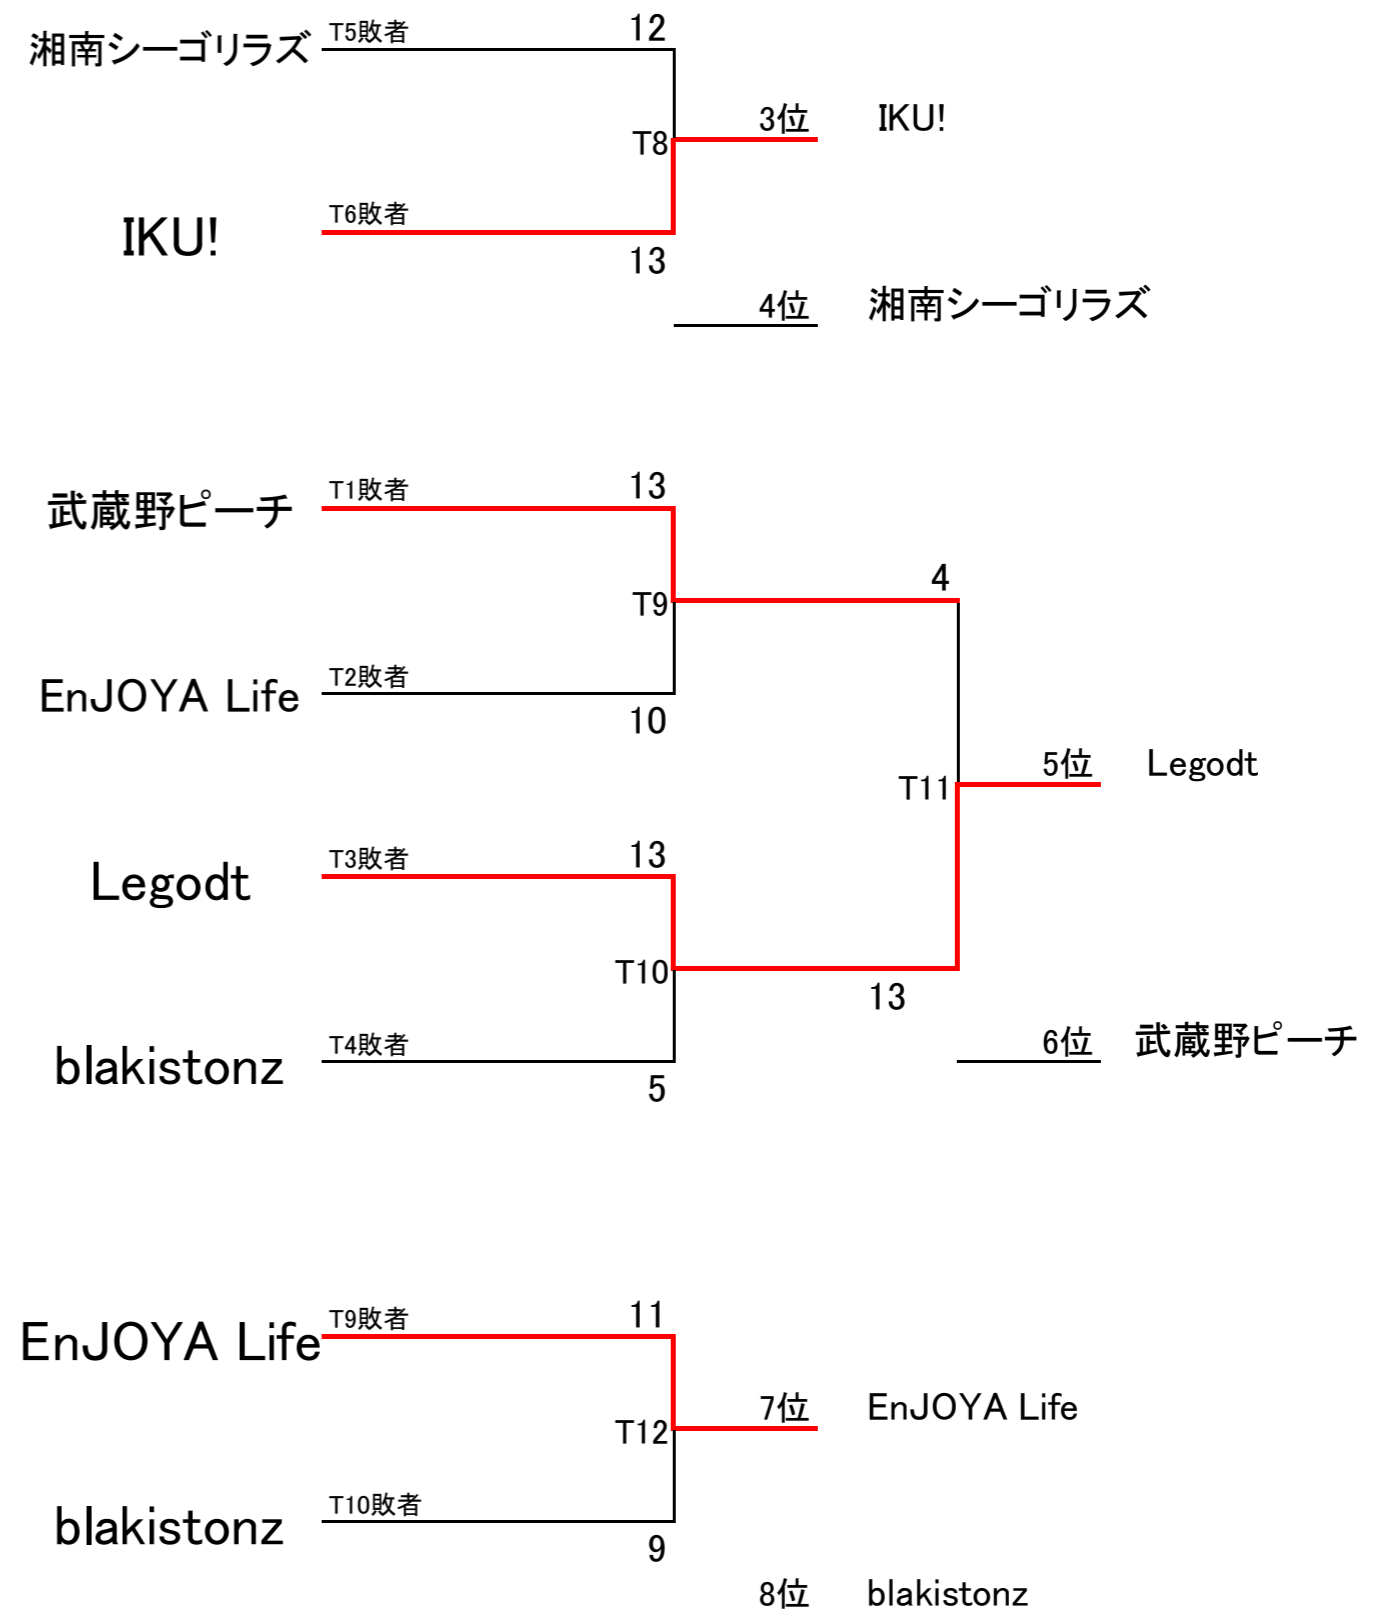 湘南シーゴリラズ T5敗者 12
T8 3位 IKU!
IKU! T6敗者 13
4位 湘南シーゴリラズ
武蔵野ピーチ T1敗者 13
T9 4
EnJOYA Life T2敗者 10
T11 5位 Legodt
Legodt T3敗者 13
T10 13
blakistonz T4敗者 5
6位 武蔵野ピーチ
EnJOYA Life T9敗者 11
T12 7位 EnJOYA Life
blakistonz T10敗者 9
8位 blakistonz